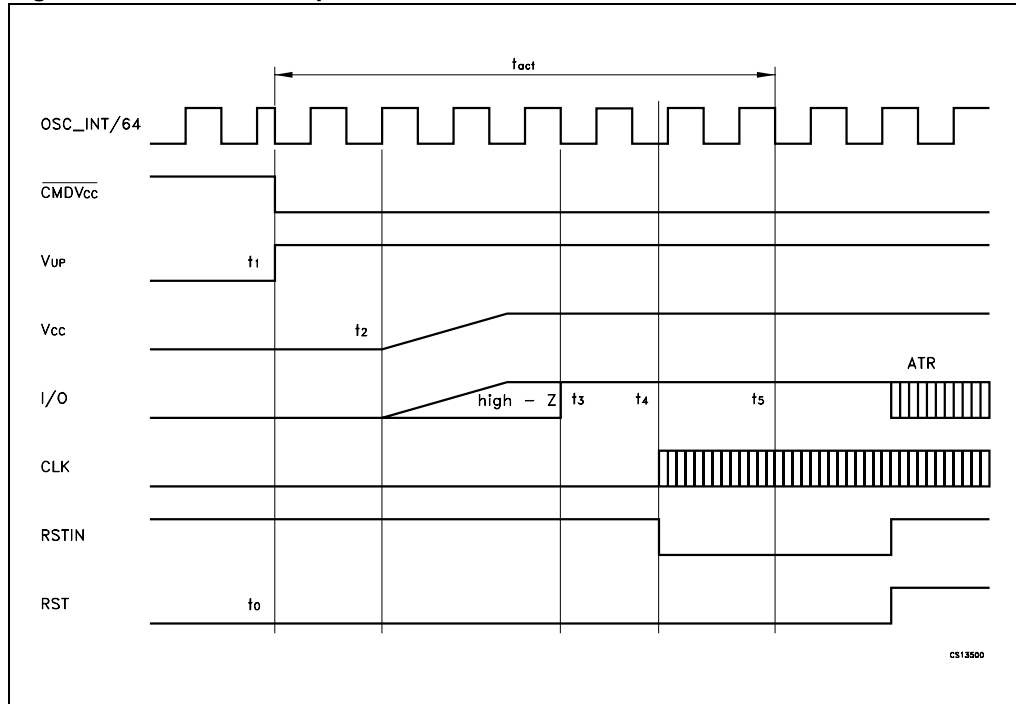 tact
OSC_INT/64
CMDVcc
VUP
t1
Vcc
t2
ATR
I/O
high - Z
t3
t4
t5
CLK
RSTIN
RST
t0
CS13500